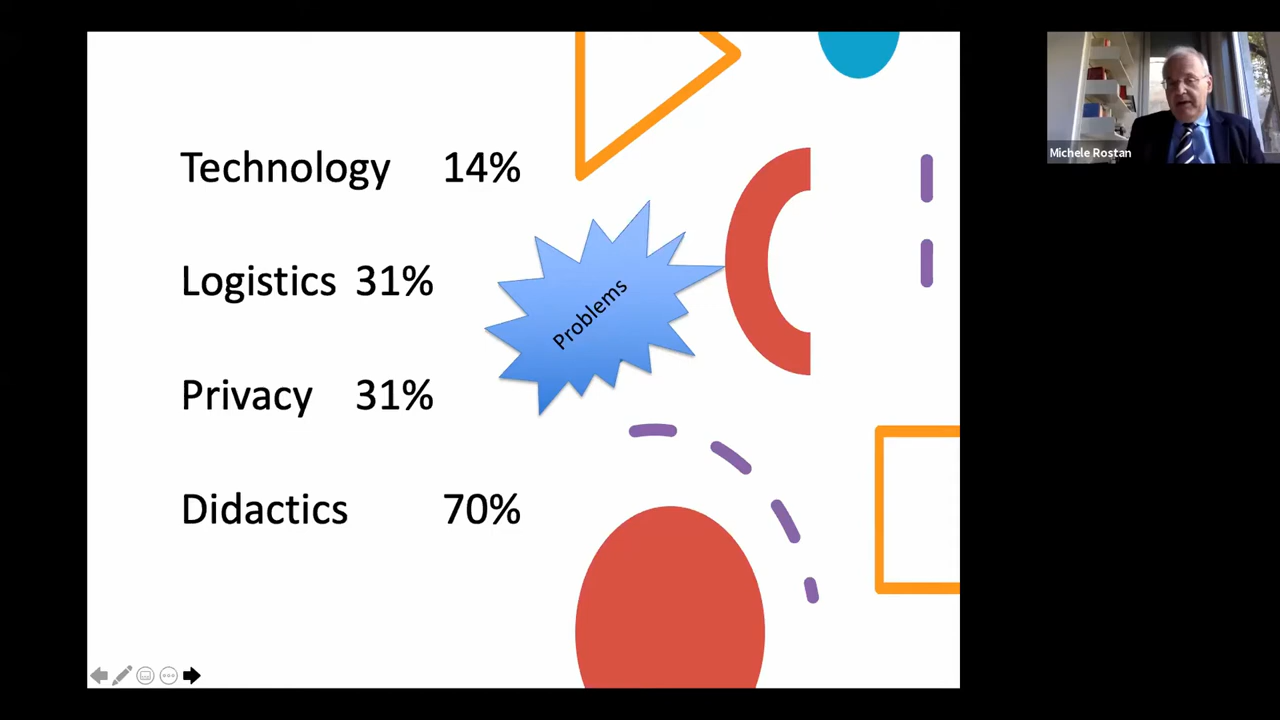 Technology 14%
Logistics 31%
Privacy 31%
Didactics 70%
Problems
Michele Rostan